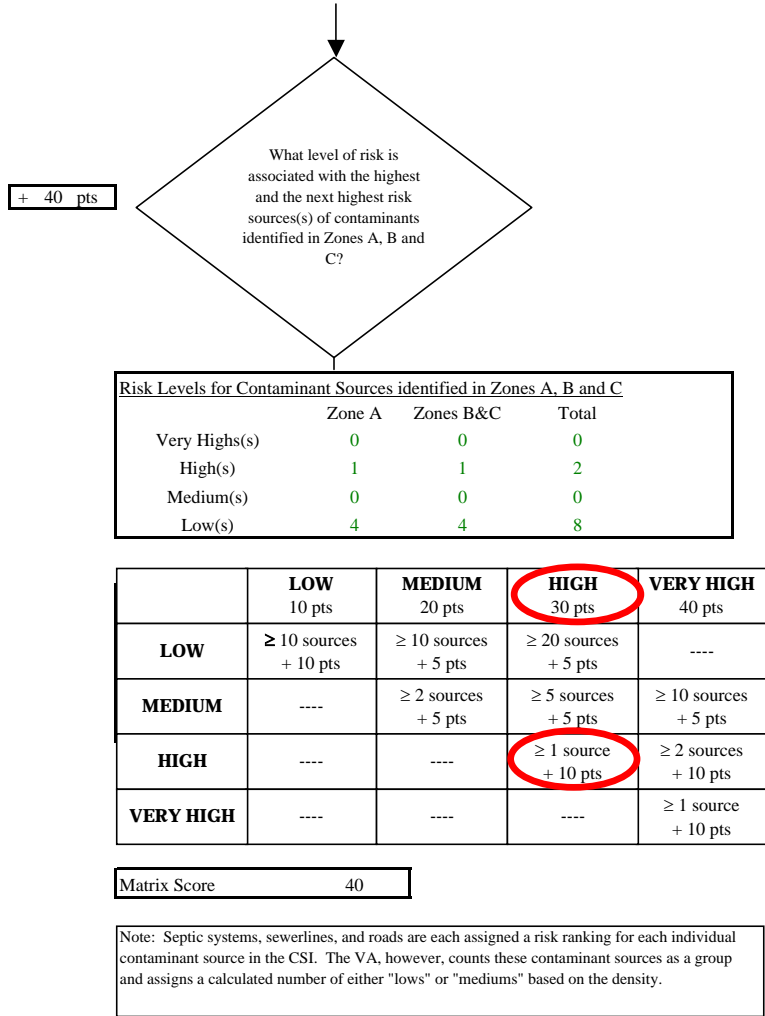 What level of risk is
associated with the highest
and the next highest risk
sources(s) of contaminants
identified in Zones A, B and
C?
+ 40 pts
Risk Levels for Contaminant Sources identified in Zones A, B and C
Zone A Zones B&C Total
Very Highs(s) 0 0 0
High(s) 1 1 2
Medium(s) 0 0 0
Low(s) 4 4 8
LOW MEDIUM HIGH VERY HIGH
10 pts 20 pts 30 pts 40 pts
LOW ≥ 10 sources ≥ 10 sources ≥ 20 sources ----
+ 10 pts + 5 pts + 5 pts
MEDIUM ---- ≥ 2 sources ≥ 5 sources ≥ 10 sources
+ 5 pts + 5 pts + 5 pts
HIGH ---- ---- ≥ 1 source ≥ 2 sources
+ 10 pts + 10 pts
VERY HIGH ---- ---- ---- ≥ 1 source
+ 10 pts
Matrix Score 40
Note: Septic systems, sewerlines, and roads are each assigned a risk ranking for each individual
contaminant source in the CSI. The VA, however, counts these contaminant sources as a group
and assigns a calculated number of either "lows" or "mediums" based on the density.